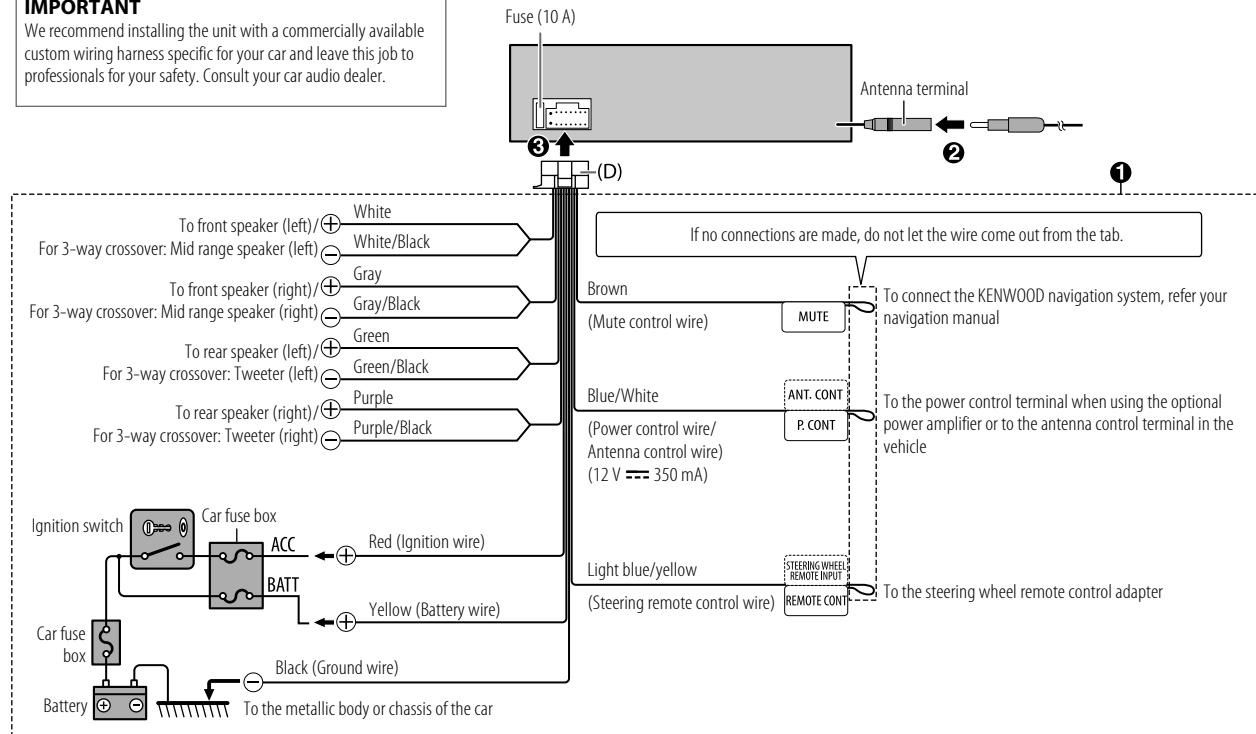 IMPORTANT
We recommend installing the unit with a commercially available
custom wiring harness specific for your car and leave this job to
professionals for your safety. Consult your car audio dealer.
Fuse (10 A)
Antenna terminal
❸
❷
(D)
❶
To front speaker (left)/
For 3-way crossover: Mid range speaker (left)
⊕
⊖
White
White/Black
To front speaker (right)/
For 3-way crossover: Mid range speaker (right)
⊕
⊖
Gray
Gray/Black
To rear speaker (left)/
For 3-way crossover: Tweeter (left)
⊕
⊖
Green
Green/Black
To rear speaker (right)/
For 3-way crossover: Tweeter (right)
⊕
⊖
Purple
Purple/Black
If no connections are made, do not let the wire come out from the tab.
Brown
(Mute control wire)
MUTE
To connect the KENWOOD navigation system, refer your
navigation manual
Blue/White
(Power control wire/
Antenna control wire)
(12 V ⎓ 350 mA)
ANT. CONT
P. CONT
To the power control terminal when using the optional
power amplifier or to the antenna control terminal in the
vehicle
Light blue/yellow
(Steering remote control wire)
STEERING WHEEL
REMOTE INPUT
REMOTE CONT
To the steering wheel remote control adapter
Ignition switch
Car fuse box
ACC
⊕
Red (Ignition wire)
BATT
⊕
Yellow (Battery wire)
Car fuse
box
⊖
Black (Ground wire)
Battery
⊕ ⊖
To the metallic body or chassis of the car